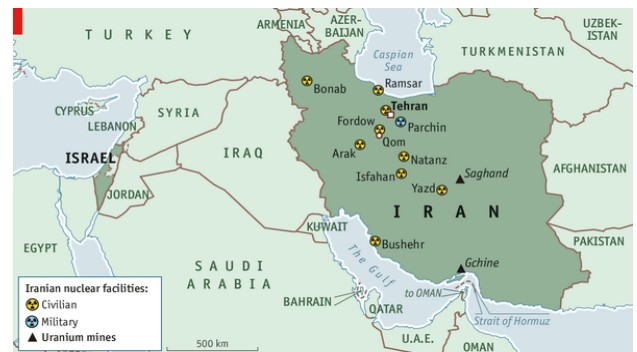 TURKEY
ARMENIA
AZER-
BAIJAN
Caspian
Sea
UZBEK-
ISTAN
TURKMENISTAN
Bonab
Ramsar
Tehran
CYPRUS
SYRIA
LEBANON
Fordow
Parchin
Qom
ISRAEL
IRAQ
Arak
Natanz
Isfahan
Saghand
AFGHANISTAN
JORDAN
Yazd
IRAN
KUWAIT
Bushehr
PAKISTAN
EGYPT
The Gulf
SAUDI
ARABIA
Gchine
Iranian nuclear facilities:
Civilian
Military
Uranium mines
BAHRAIN
QATAR
to OMAN
Strait of Hormuz
U.A.E.
OMAN
500 km